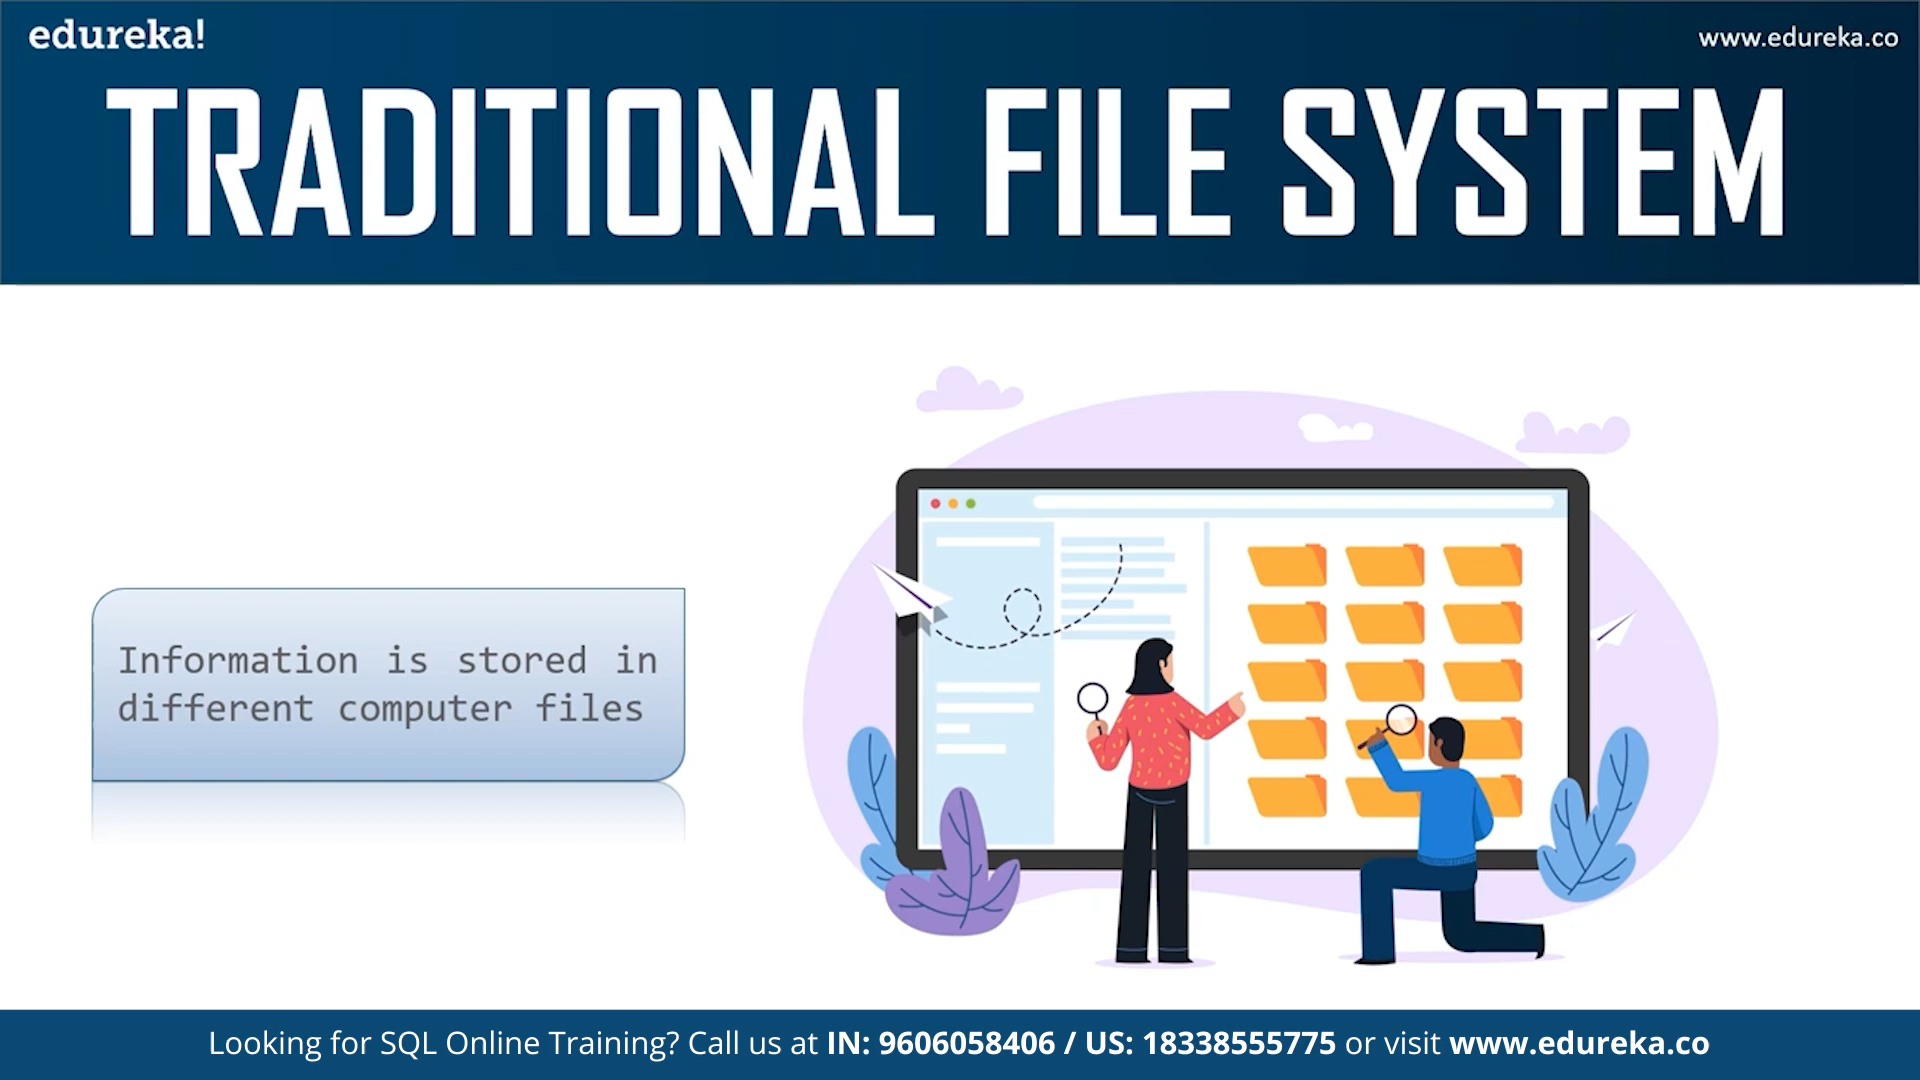 edureka!
www.edureka.co
TRADITIONAL FILE SYSTEM
Information is stored in
different computer files
Looking for SQL Online Training? Call us at IN: 9606058406 / US: 18338555775 or visit www.edureka.co